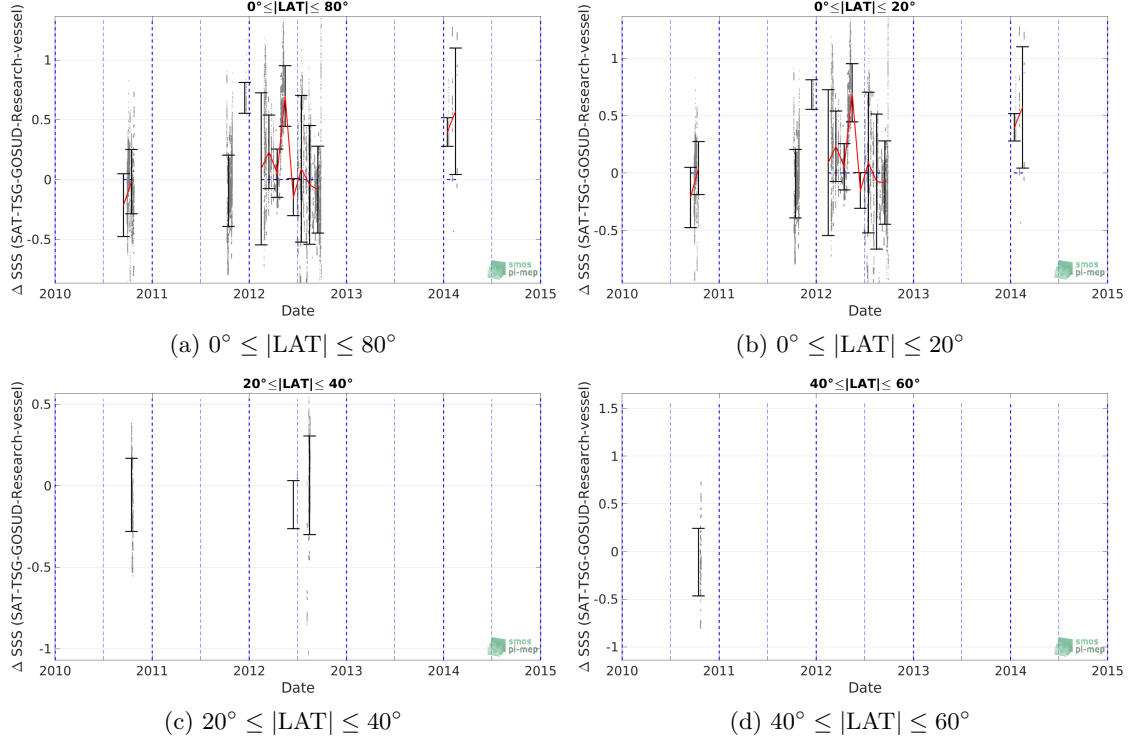 0°≤|LAT|≤ 80°
Δ SSS (SAT-TSG-GOSUD-Research-vessel)
1
0.5
0
-0.5
smos
pi-mep
2010 2011 2012 2013 2014 2015
Date
(a) 0° ≤ |LAT| ≤ 80°
0°≤|LAT|≤ 20°
Δ SSS (SAT-TSG-GOSUD-Research-vessel)
1
0.5
0
-0.5
smos
pi-mep
2010 2011 2012 2013 2014 2015
Date
(b) 0° ≤ |LAT| ≤ 20°
20°≤|LAT|≤ 40°
Δ SSS (SAT-TSG-GOSUD-Research-vessel)
0.5
0
-0.5
-1
smos
pi-mep
2010 2011 2012 2013 2014 2015
Date
(c) 20° ≤ |LAT| ≤ 40°
40°≤|LAT|≤ 60°
Δ SSS (SAT-TSG-GOSUD-Research-vessel)
1.5
1
0.5
0
-0.5
-1
smos
pi-mep
2010 2011 2012 2013 2014 2015
Date
(d) 40° ≤ |LAT| ≤ 60°